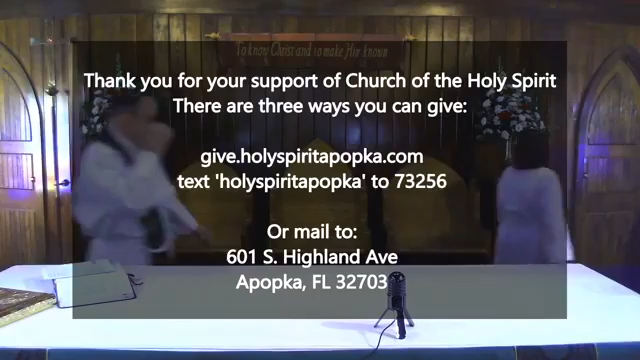 To know Christ and to make Him known
Thank you for your support of Church of the Holy Spirit
There are three ways you can give:
give.holyspiritapopka.com
text 'holyspiritapopka' to 73256
Or mail to:
601 S. Highland Ave
Apopka, FL 32703